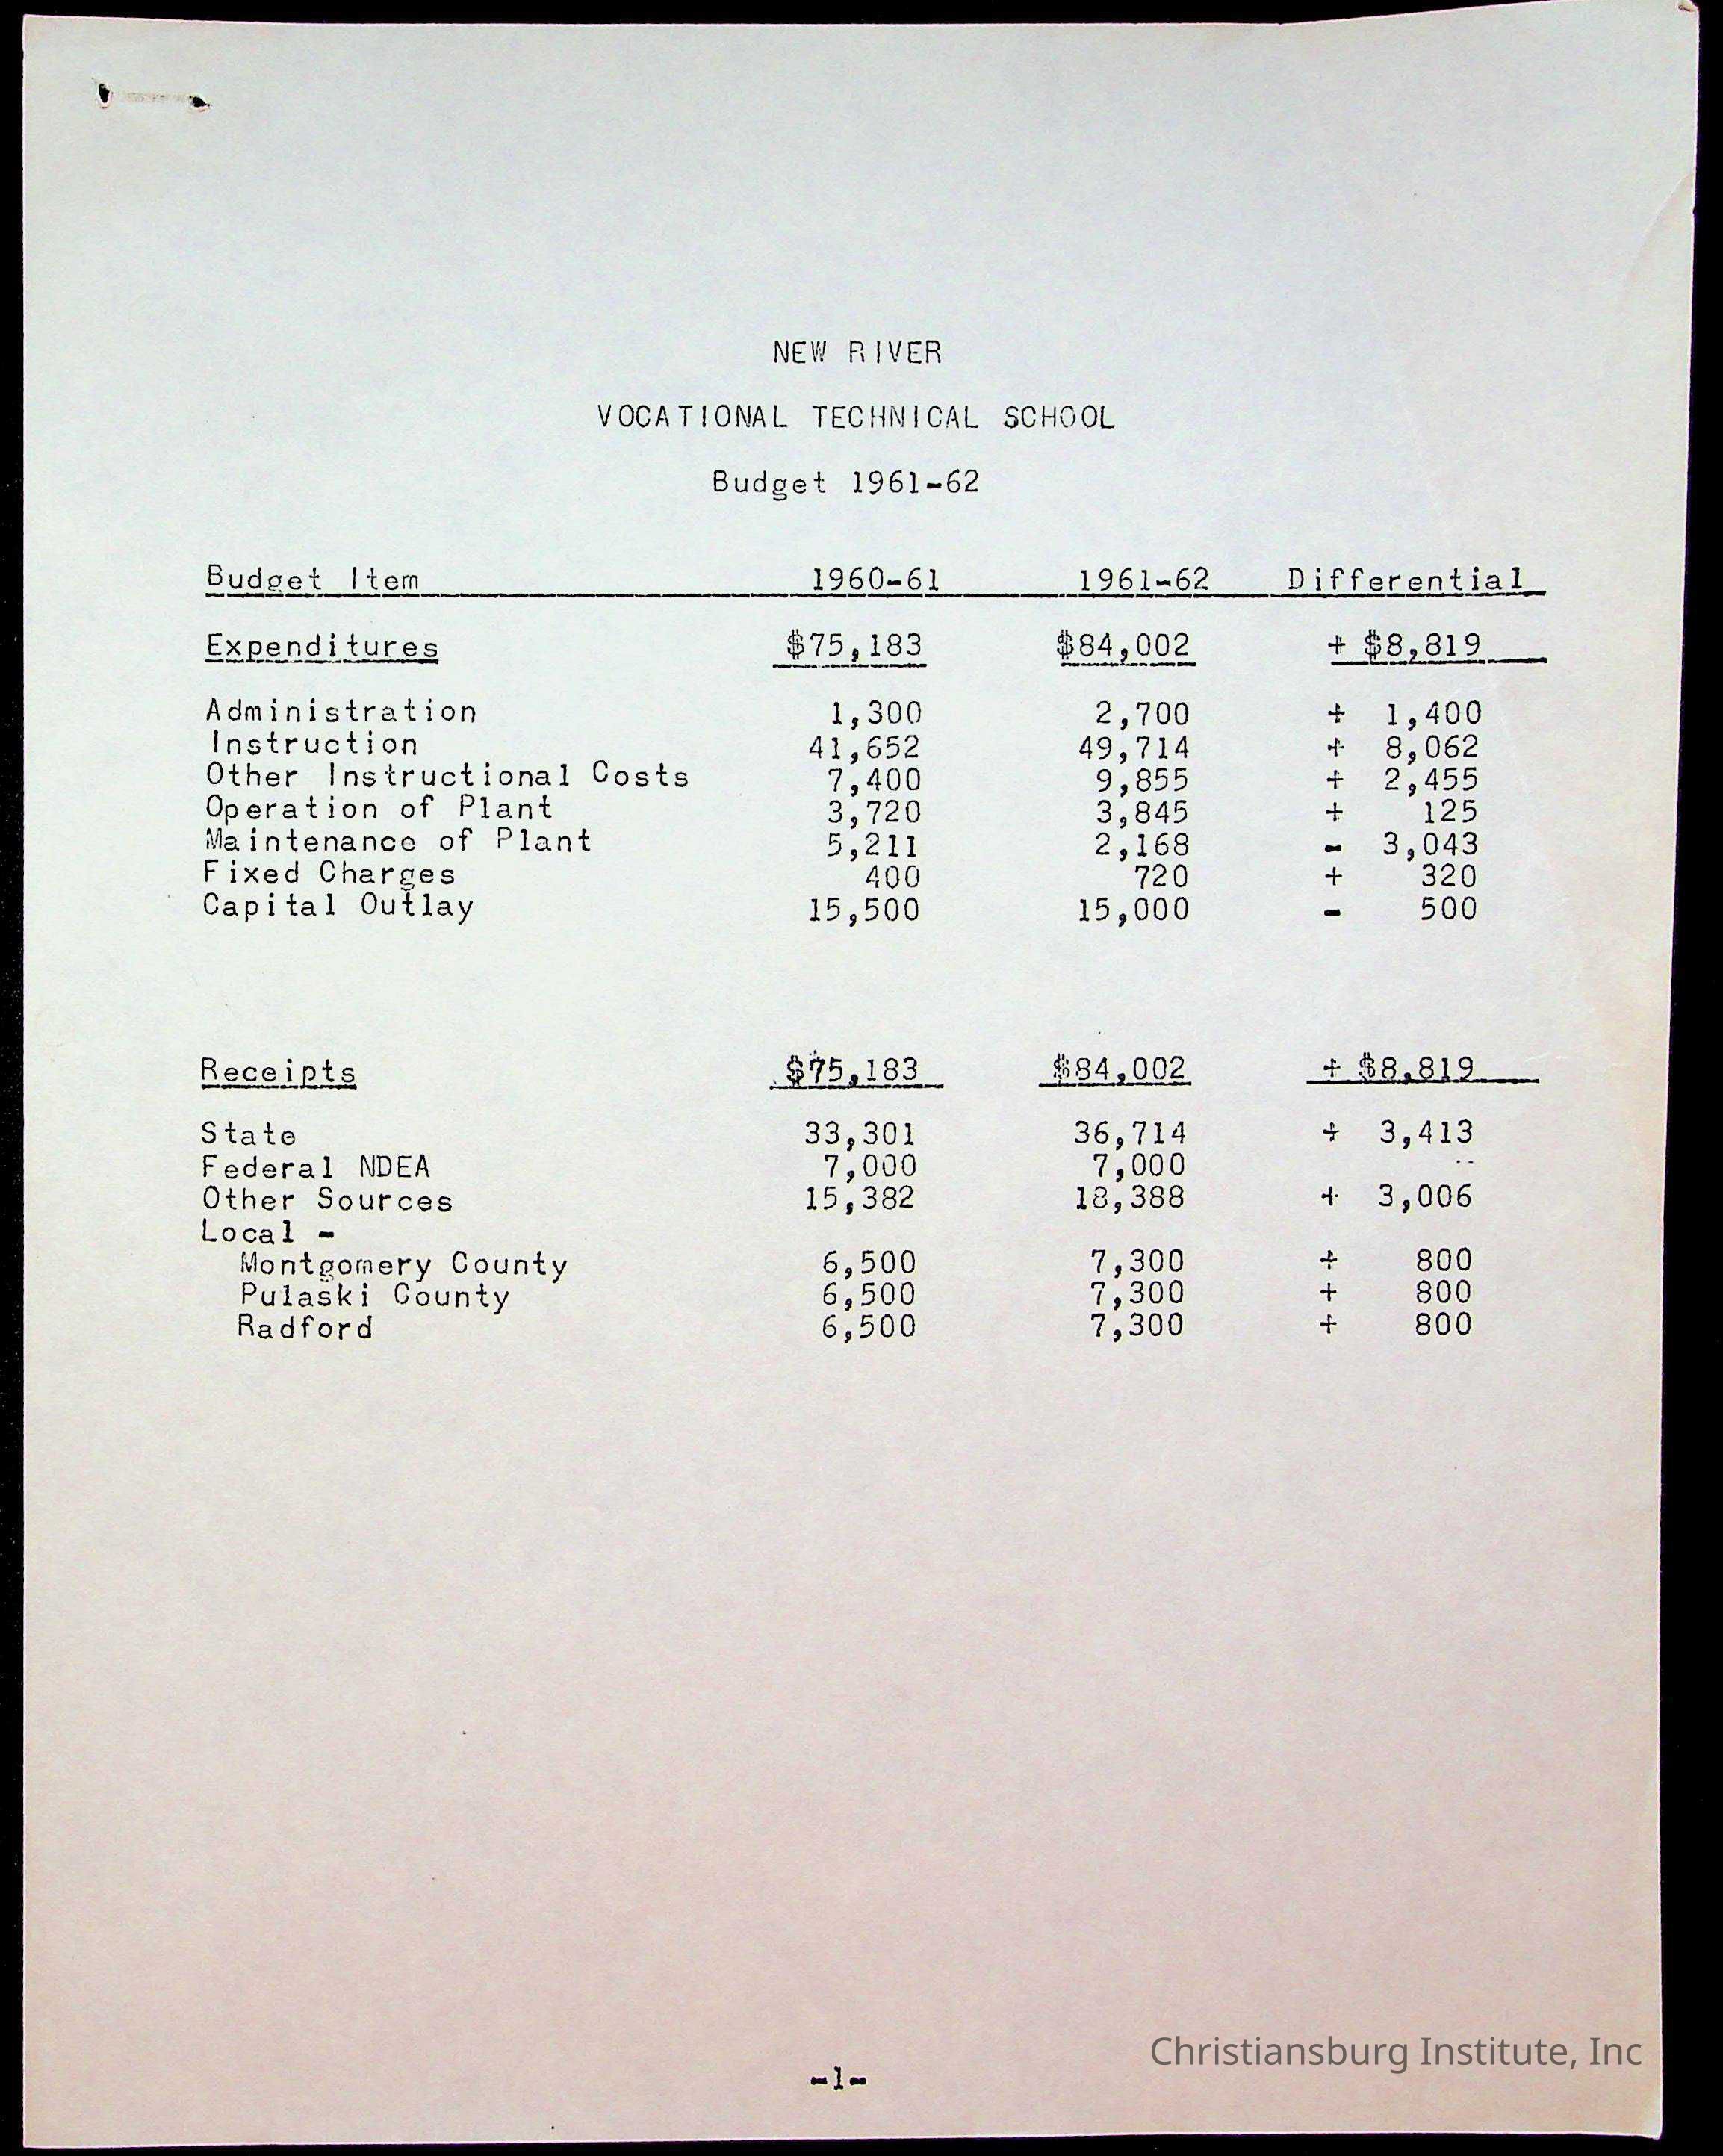 NEW RIVER
VOCATIONAL TECHNICAL SCHOOL
Budget 1961-62
Budget Item 1960-61 1961-62 Differential
Expenditures $75,183 $84,002 + $8,819
Administration 1,300 2,700 + 1,400
Instruction 41,652 49,714 + 8,062
Other Instructional Costs 7,400 9,855 + 2,455
Operation of Plant 3,720 3,845 + 125
Maintenance of Plant 5,211 2,168 - 3,043
Fixed Charges 400 720 + 320
Capital Outlay 15,500 15,000 - 500
Receipts $75,183 $84,002 + $8,819
State 33,301 36,714 + 3,413
Federal NDEA 7,000 7,000 --
Other Sources 15,382 18,388 + 3,006
Local -
Montgomery County 6,500 7,300 + 800
Pulaski County 6,500 7,300 + 800
Radford 6,500 7,300 + 800
Christiansburg Institute, Inc
-1-